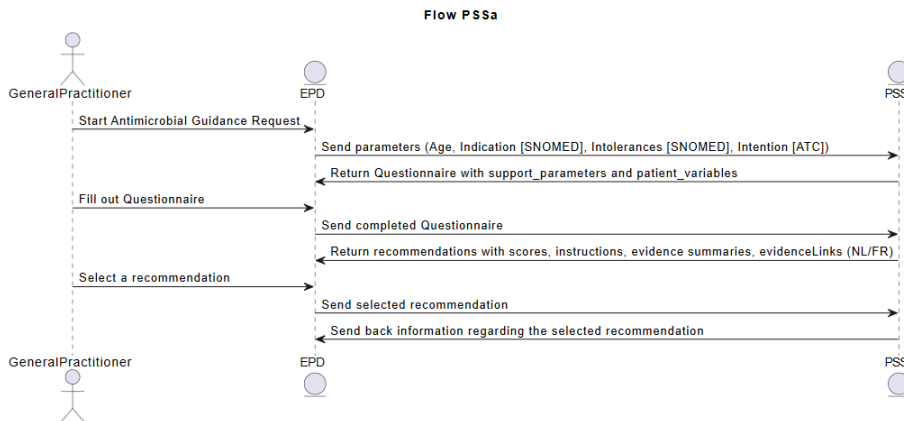 Flow PSSa
GeneralPractitioner
EPD
PSS
Start Antimicrobial Guidance Request
Send parameters (Age, Indication [SNOMED], Intolerances [SNOMED], Intention [ATC])
Return Questionnaire with support_parameters and patient_variables
Fill out Questionnaire
Send completed Questionnaire
Return recommendations with scores, instructions, evidence summaries, evidenceLinks (NL/FR)
Select a recommendation
Send selected recommendation
Send back information regarding the selected recommendation
GeneralPractitioner
EPD
PSS